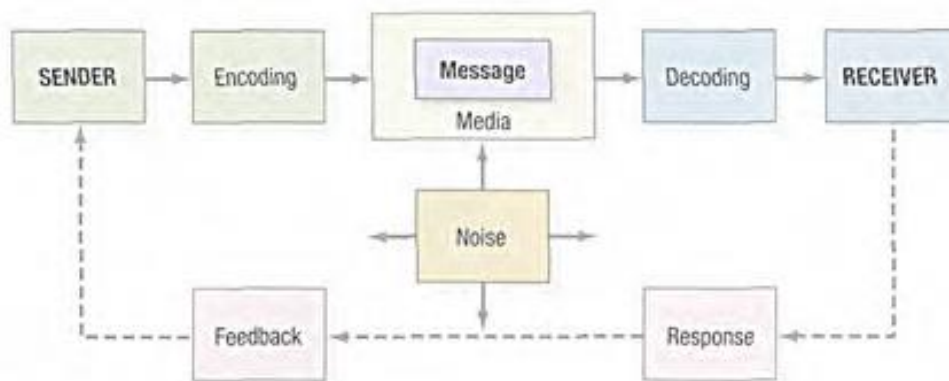 SENDER
Encoding
Message
Media
Decoding
RECEIVER
Noise
Feedback
Response